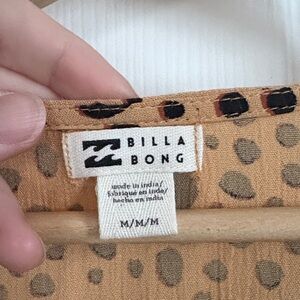 BILLA
BONG
made in india/
fabriqué en inde/
hecho en india
M/M/M